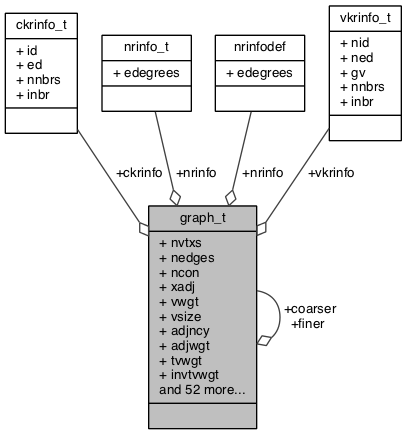 ckrinfo_t
+ id
+ ed
+ nnbrs
+ inbr
nrinfo_t
+ edegrees
nrinfodef
+ edegrees
vkrinfo_t
+ nid
+ ned
+ gv
+ nnbrs
+ inbr
+ckrinfo
+nrinfo
+nrinfo
+vkrinfo
graph_t
+ nvtxs
+ nedges
+ ncon
+ xadj
+ vwgt
+ vsize
+ adjncy
+ adjwgt
+ tvwgt
+ invtvwgt
and 52 more...
+coarser
+finer